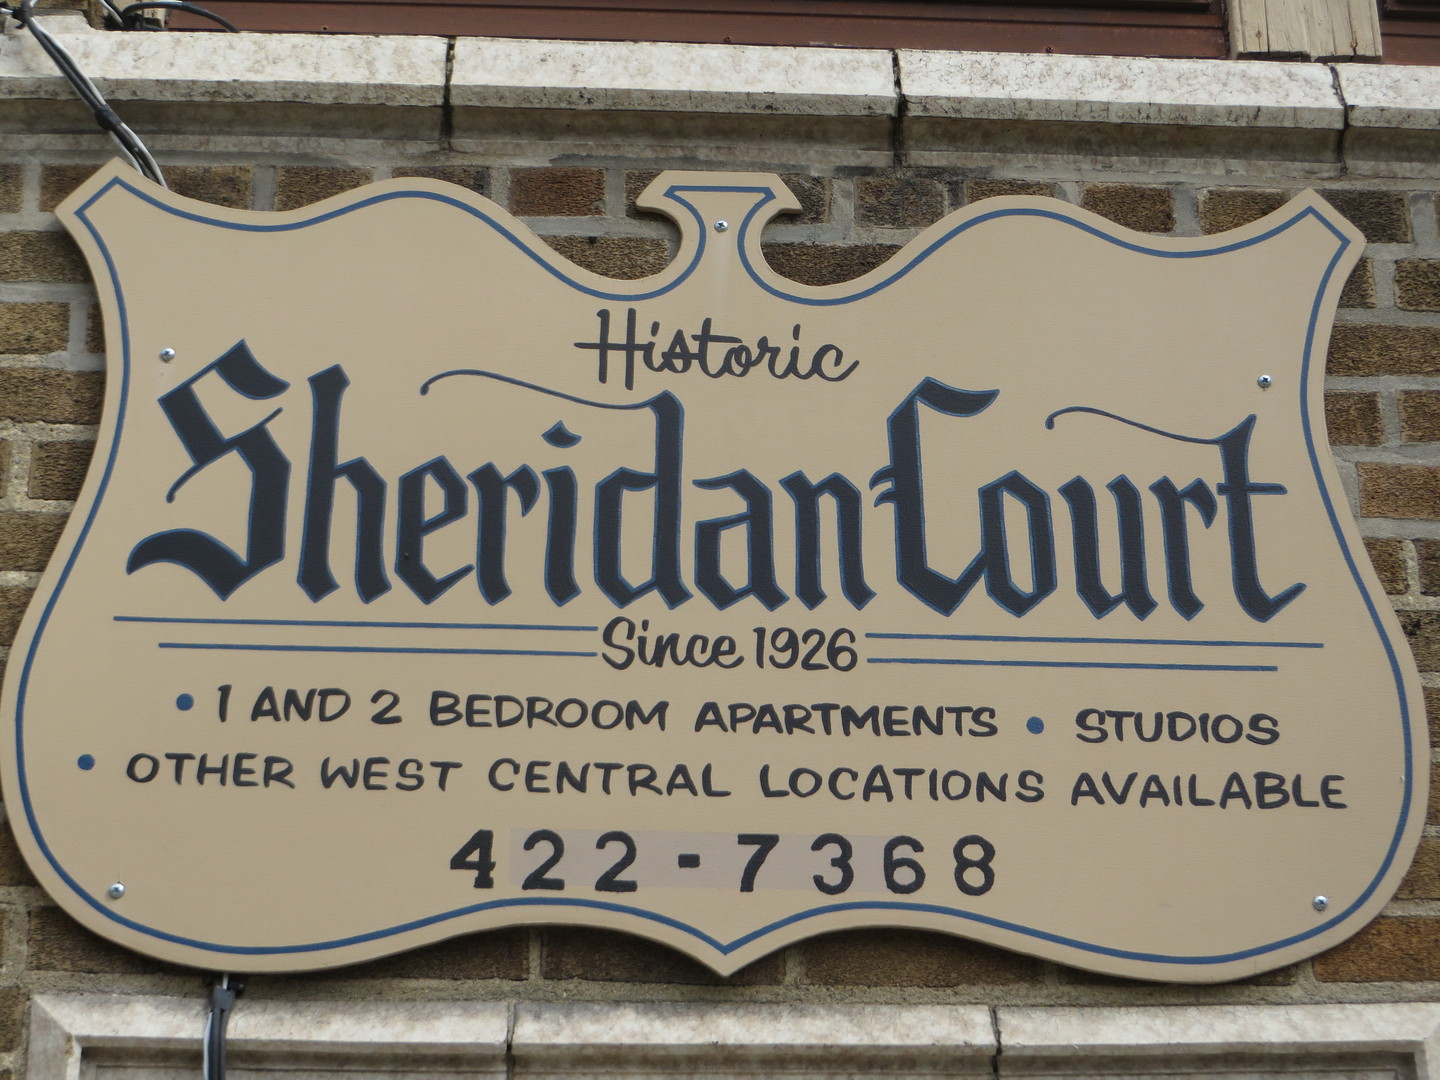 Historic
Sheridan Court
Since 1926
• 1 AND 2 BEDROOM APARTMENTS • STUDIOS
• OTHER WEST CENTRAL LOCATIONS AVAILABLE
422-7368